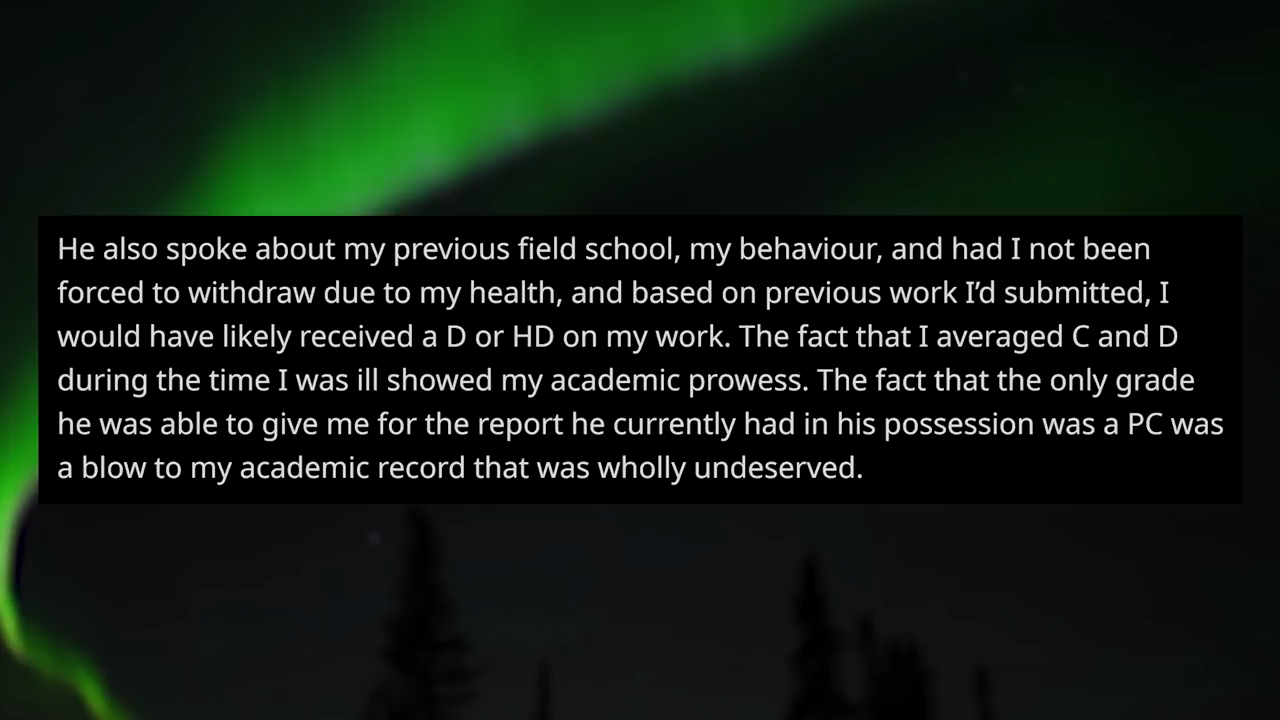 He also spoke about my previous field school, my behaviour, and had I not been
forced to withdraw due to my health, and based on previous work I’d submitted, I
would have likely received a D or HD on my work. The fact that I averaged C and D
during the time I was ill showed my academic prowess. The fact that the only grade
he was able to give me for the report he currently had in his possession was a PC was
a blow to my academic record that was wholly undeserved.